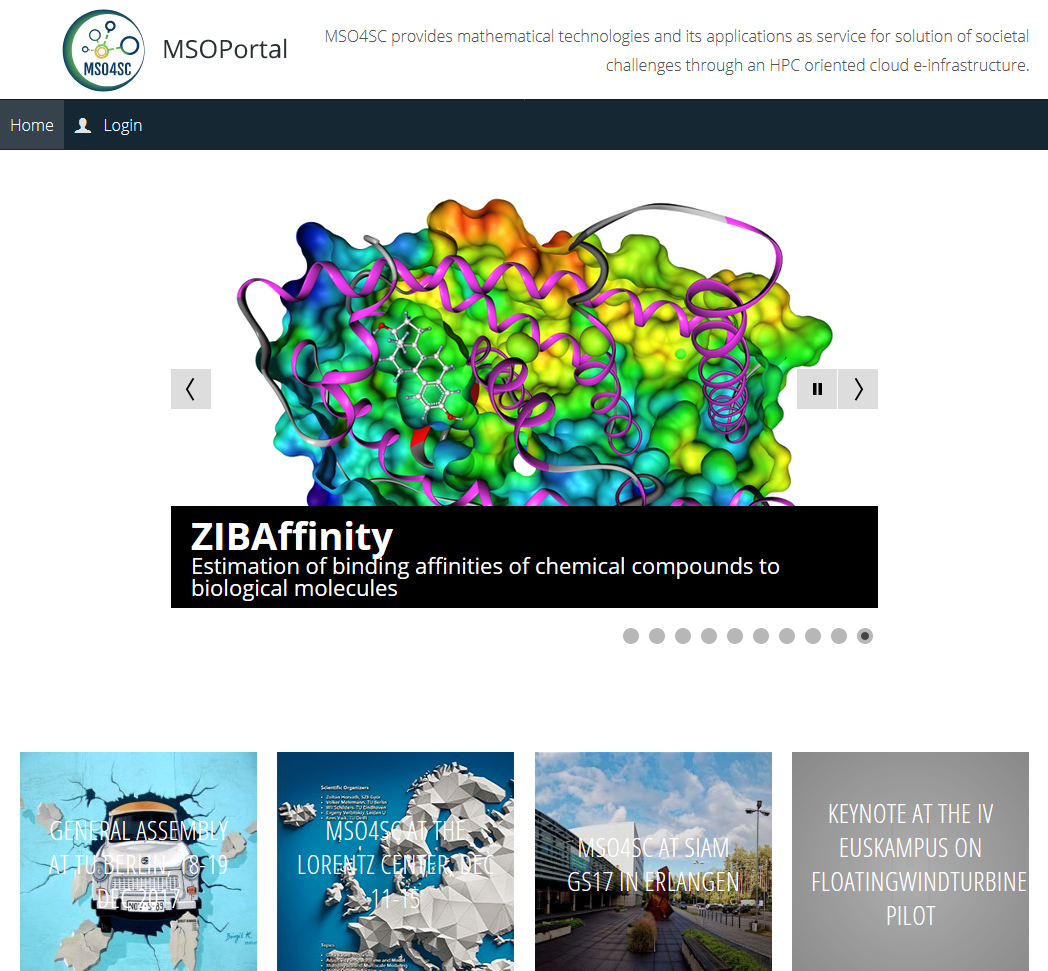 MSO4SC
MSOPortal
MSO4SC provides mathematical technologies and its applications as service for solution of societal
challenges through an HPC oriented cloud e-infrastructure.
Home
Login
ZIBAffinity
Estimation of binding affinities of chemical compounds to
biological molecules
GENERAL ASSEMBLY
AT TU BERLIN, 18-19
DEC 2017
Scientific Organizers
MSO4SC AT THE
LORENTZ CENTER, DEC
11-15
Topics
MSO4SC AT SIAM
GS17 IN ERLANGEN
KEYNOTE AT THE IV
EUSKAMPUS ON
FLOATINGWINDTURBINE
PILOT